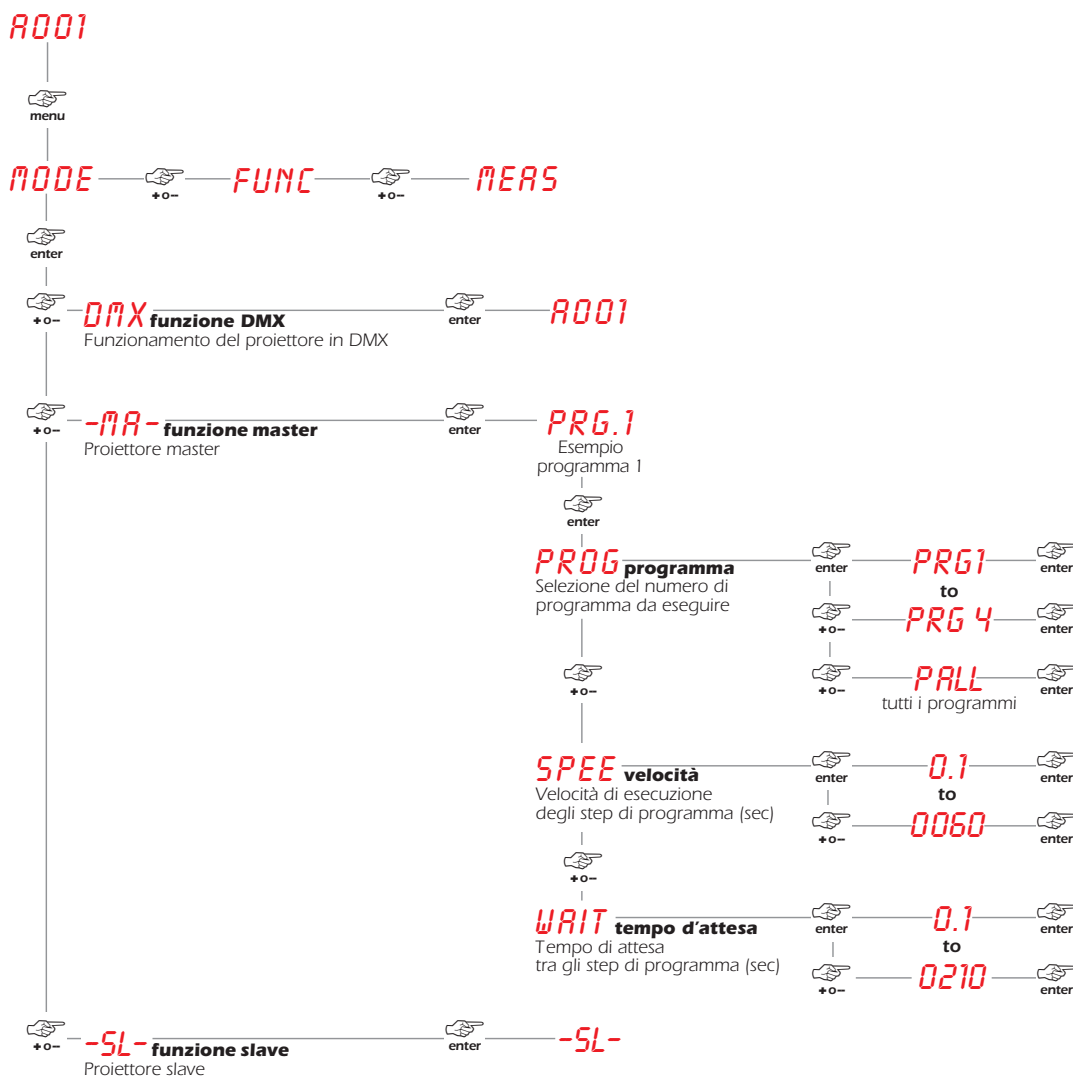 A001
menu
MODE +o- FUNC +o- MEAS
enter
+o- DMX funzione DMX enter A001
Funzionamento del proiettore in DMX
+o- -MA- funzione master enter PRG.1
Proiettore master
Esempio
programma 1
enter
PROG programma enter PRG1 enter
Selezione del numero di
programma da eseguire
to
+o- PRG 4 enter
+o- +o- PALL enter
tutti i programmi
SPEE velocità enter 0.1 enter
Velocità di esecuzione
degli step di programma (sec)
to
+o- 0060 enter
+o-
WAIT tempo d'attesa enter 0.1 enter
Tempo di attesa
tra gli step di programma (sec)
to
+o- 0210 enter
+o- -SL- funzione slave enter -SL-
Proiettore slave